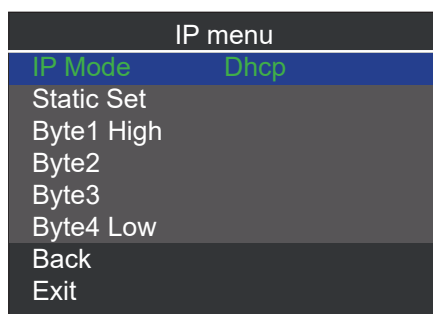 IP menu
IP Mode Dhcp
Static Set
Byte1 High
Byte2
Byte3
Byte4 Low
Back
Exit